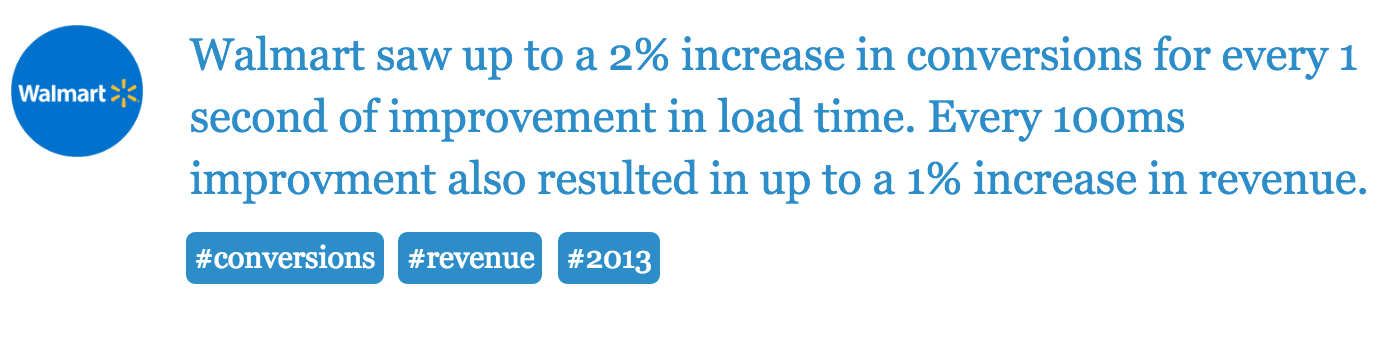 Walmart
Walmart saw up to a 2% increase in conversions for every 1
second of improvement in load time. Every 100ms
improvment also resulted in up to a 1% increase in revenue.
#conversions #revenue #2013